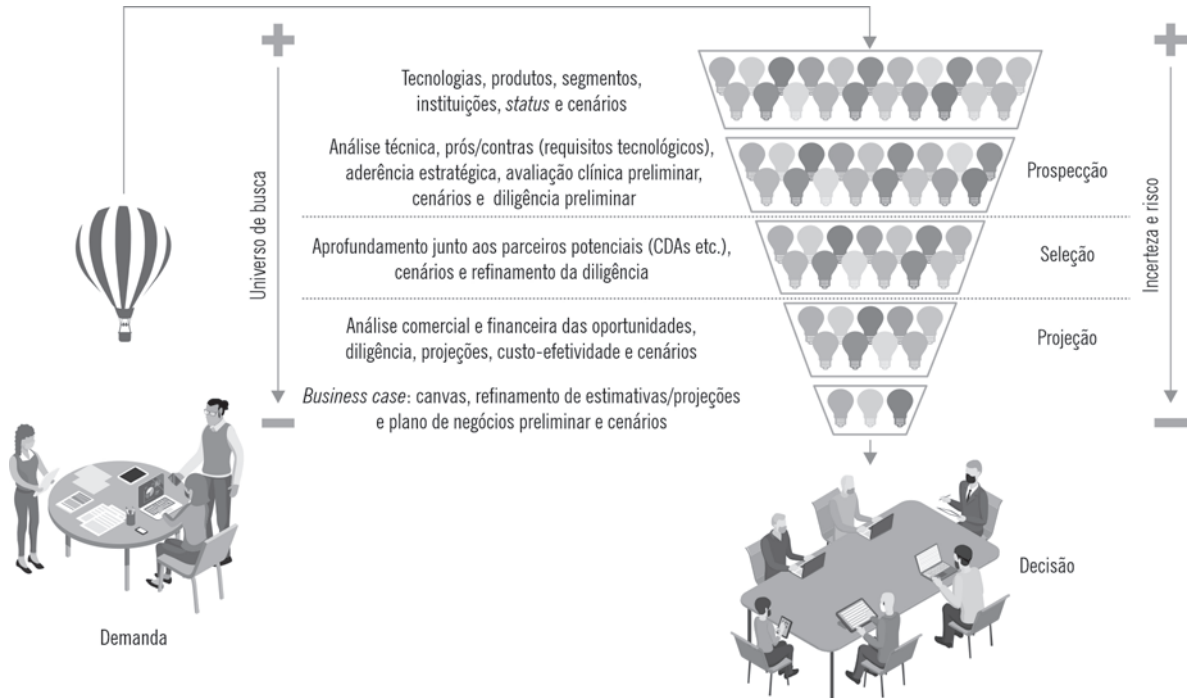 Tecnologias, produtos, segmentos,
instituições, status e cenários
Análise técnica, prós/contras (requisitos tecnológicos),
aderência estratégica, avaliação clínica preliminar,
cenários e diligência preliminar
Prospecção
Universo de busca
Incerteza e risco
Aprofundamento junto aos parceiros potenciais (CDAs etc.),
cenários e refinamento da diligência
Seleção
Análise comercial e financeira das oportunidades,
diligência, projeções, custo-efetividade e cenários
Projeção
Business case: canvas, refinamento de estimativas/projeções
e plano de negócios preliminar e cenários
Decisão
Demanda